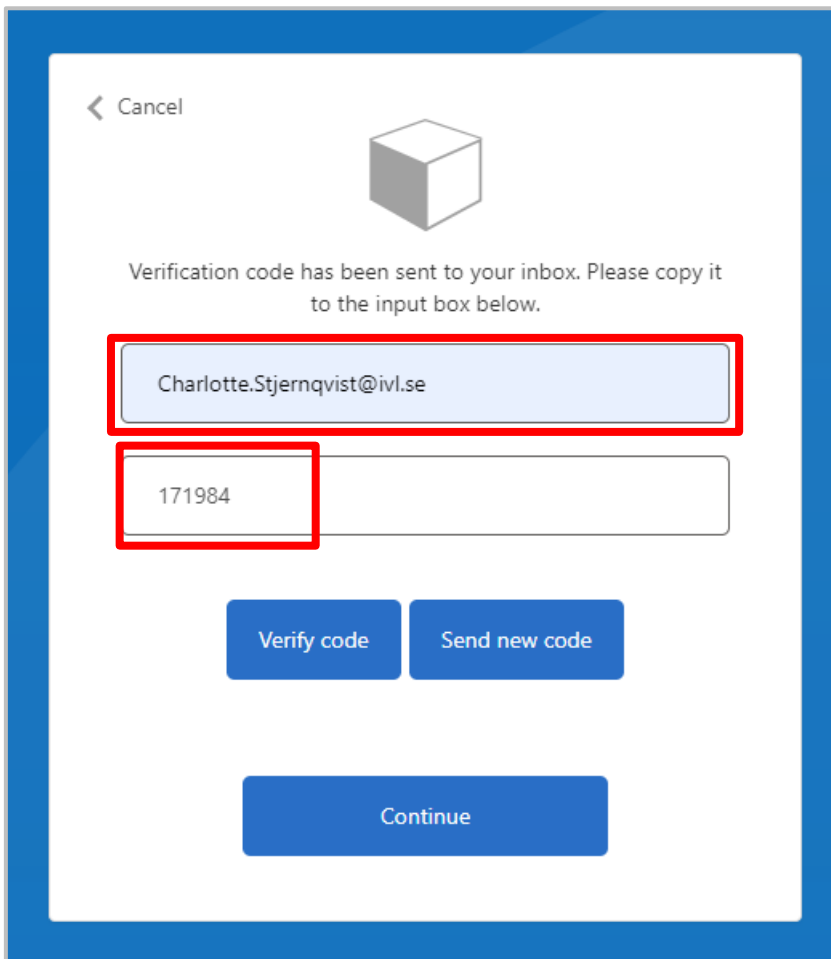 Cancel
Verification code has been sent to your inbox. Please copy it
to the input box below.
Charlotte.Stjernqvist@ivl.se
171984
Verify code
Send new code
Continue